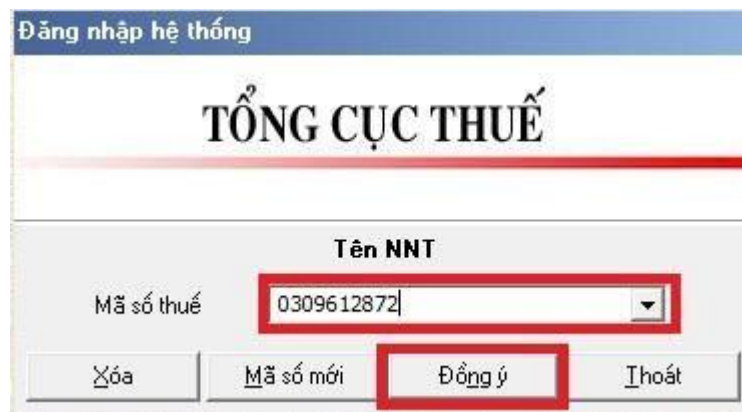 Đăng nhập hệ thống
TỔNG CỤC THUẾ
Tên NNT
Mã số thuế 0309612872
Xóa Mã số mới Đồng ý Thoát